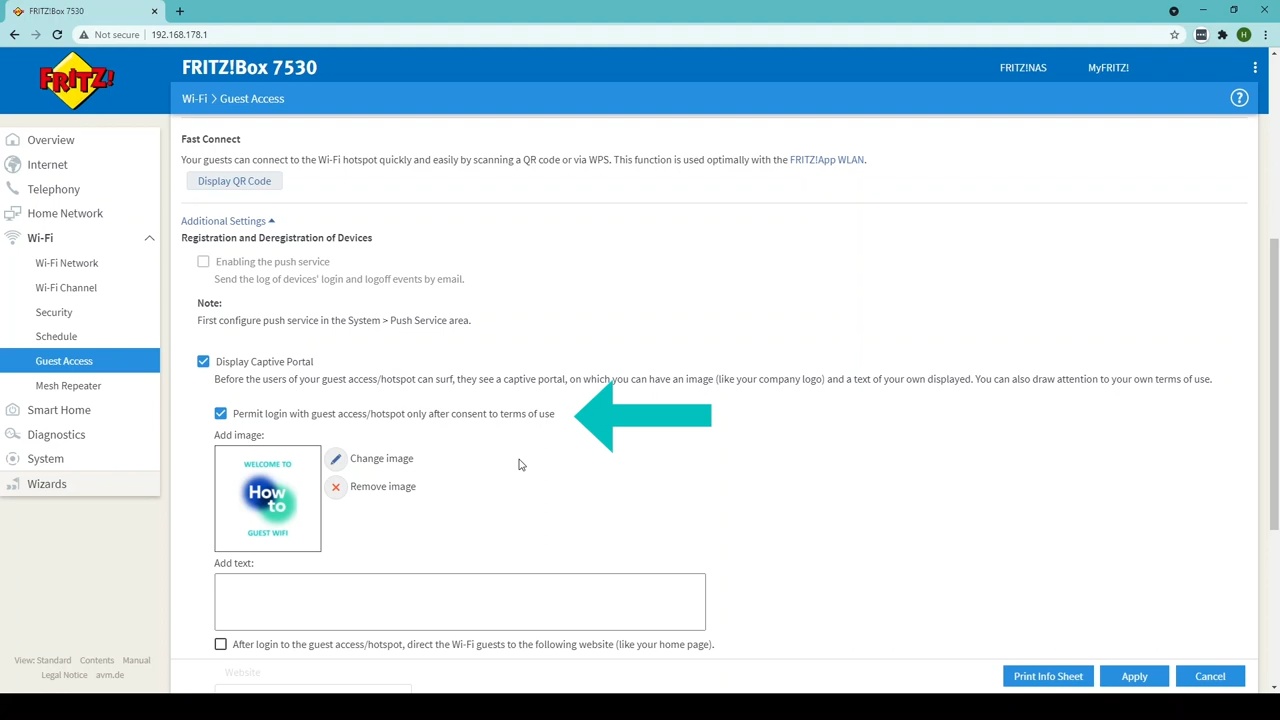 FRITZ!Box 7530
Not secure
192.168.178.1
H
FRITZ!
FRITZ!Box 7530
FRITZ!NAS
MyFRITZ!
Wi-Fi > Guest Access
?
Overview
Internet
Telephony
Home Network
Wi-Fi
Wi-Fi Network
Wi-Fi Channel
Security
Schedule
Guest Access
Mesh Repeater
Smart Home
Diagnostics
System
Wizards
View: Standard Contents Manual
Legal Notice avm.de
Fast Connect
Your guests can connect to the Wi-Fi hotspot quickly and easily by scanning a QR code or via WPS. This function is used optimally with the FRITZ!App WLAN.
Display QR Code
Additional Settings
Registration and Deregistration of Devices
Enabling the push service
Send the log of devices' login and logoff events by email.
Note:
First configure push service in the System > Push Service area.
Display Captive Portal
Before the users of your guest access/hotspot can surf, they see a captive portal, on which you can have an image (like your company logo) and a text of your own displayed. You can also draw attention to your own terms of use.
Permit login with guest access/hotspot only after consent to terms of use
Add image:
WELCOME TO
How
to
GUEST WIFI
Change image
Remove image
Add text:
After login to the guest access/hotspot, direct the Wi-Fi guests to the following website (like your home page).
Website
Print Info Sheet
Apply
Cancel